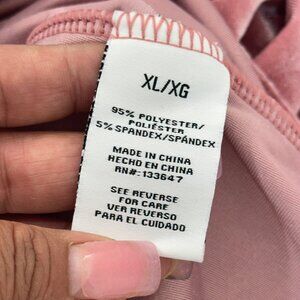 XL/XG
95% POLYESTER/
POLIÉSTER
5% SPANDEX/SPÁNDEX
MADE IN CHINA
HECHO EN CHINA
RN#:133647
SEE REVERSE
FOR CARE
VER REVERSO
PARA EL CUIDADO